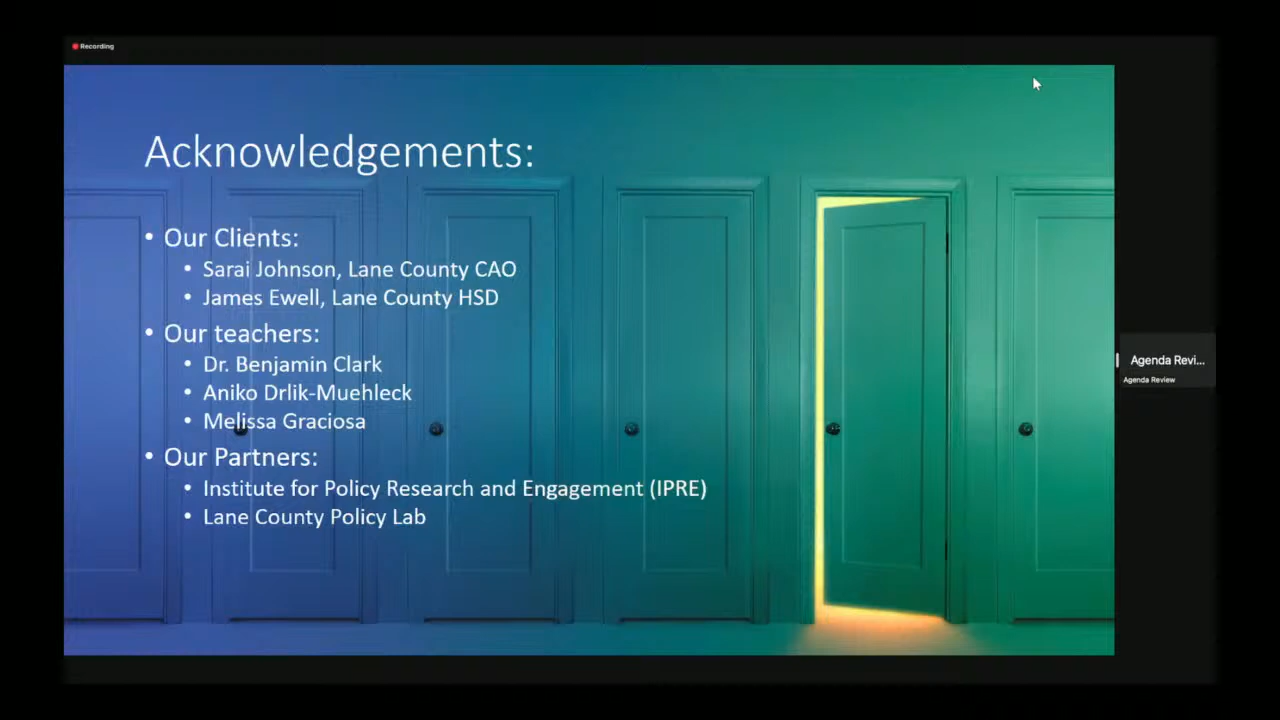 Recording
Acknowledgements:
• Our Clients:
• Sarai Johnson, Lane County CAO
• James Ewell, Lane County HSD
• Our teachers:
• Dr. Benjamin Clark
• Aniko Drlik-Muehleck
• Melissa Graciosa
• Our Partners:
• Institute for Policy Research and Engagement (IPRE)
• Lane County Policy Lab
Agenda Revi...
Agenda Review